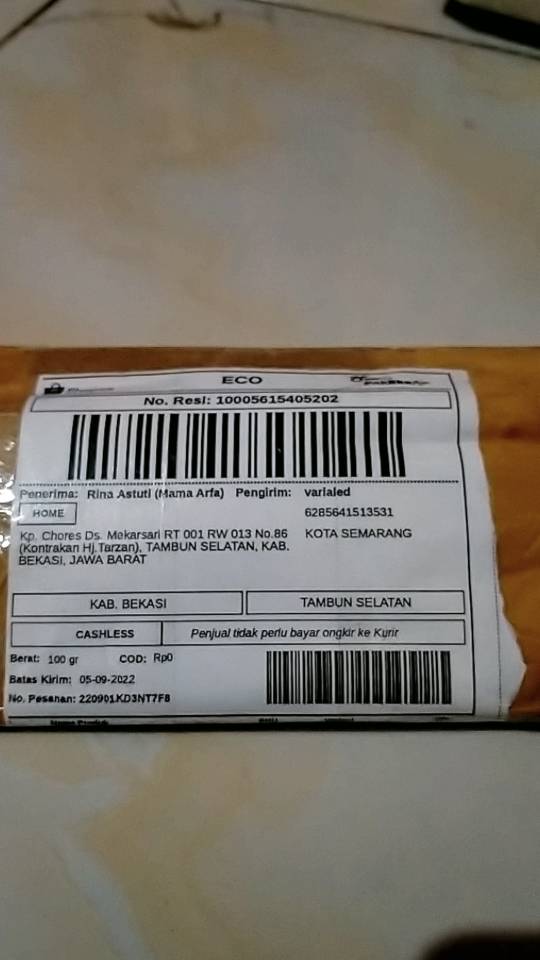 ECO
No. Resi: 10005615405202
Penerima: Rina Astuti (Mama Arfa) Pengirim: varialed
HOME
6285641513531
Kp. Chores Ds. Mekarsari RT 001 RW 013 No.86
(Kontrakan Hj.Tarzan), TAMBUN SELATAN, KAB.
BEKASI, JAWA BARAT
KOTA SEMARANG
KAB. BEKASI
TAMBUN SELATAN
CASHLESS
Penjual tidak perlu bayar ongkir ke Kurir
Berat: 100 gr COD: Rp0
Batas Kirim: 05-09-2022
No. Pesanan: 220901KD3NT7F8
Nama Produk